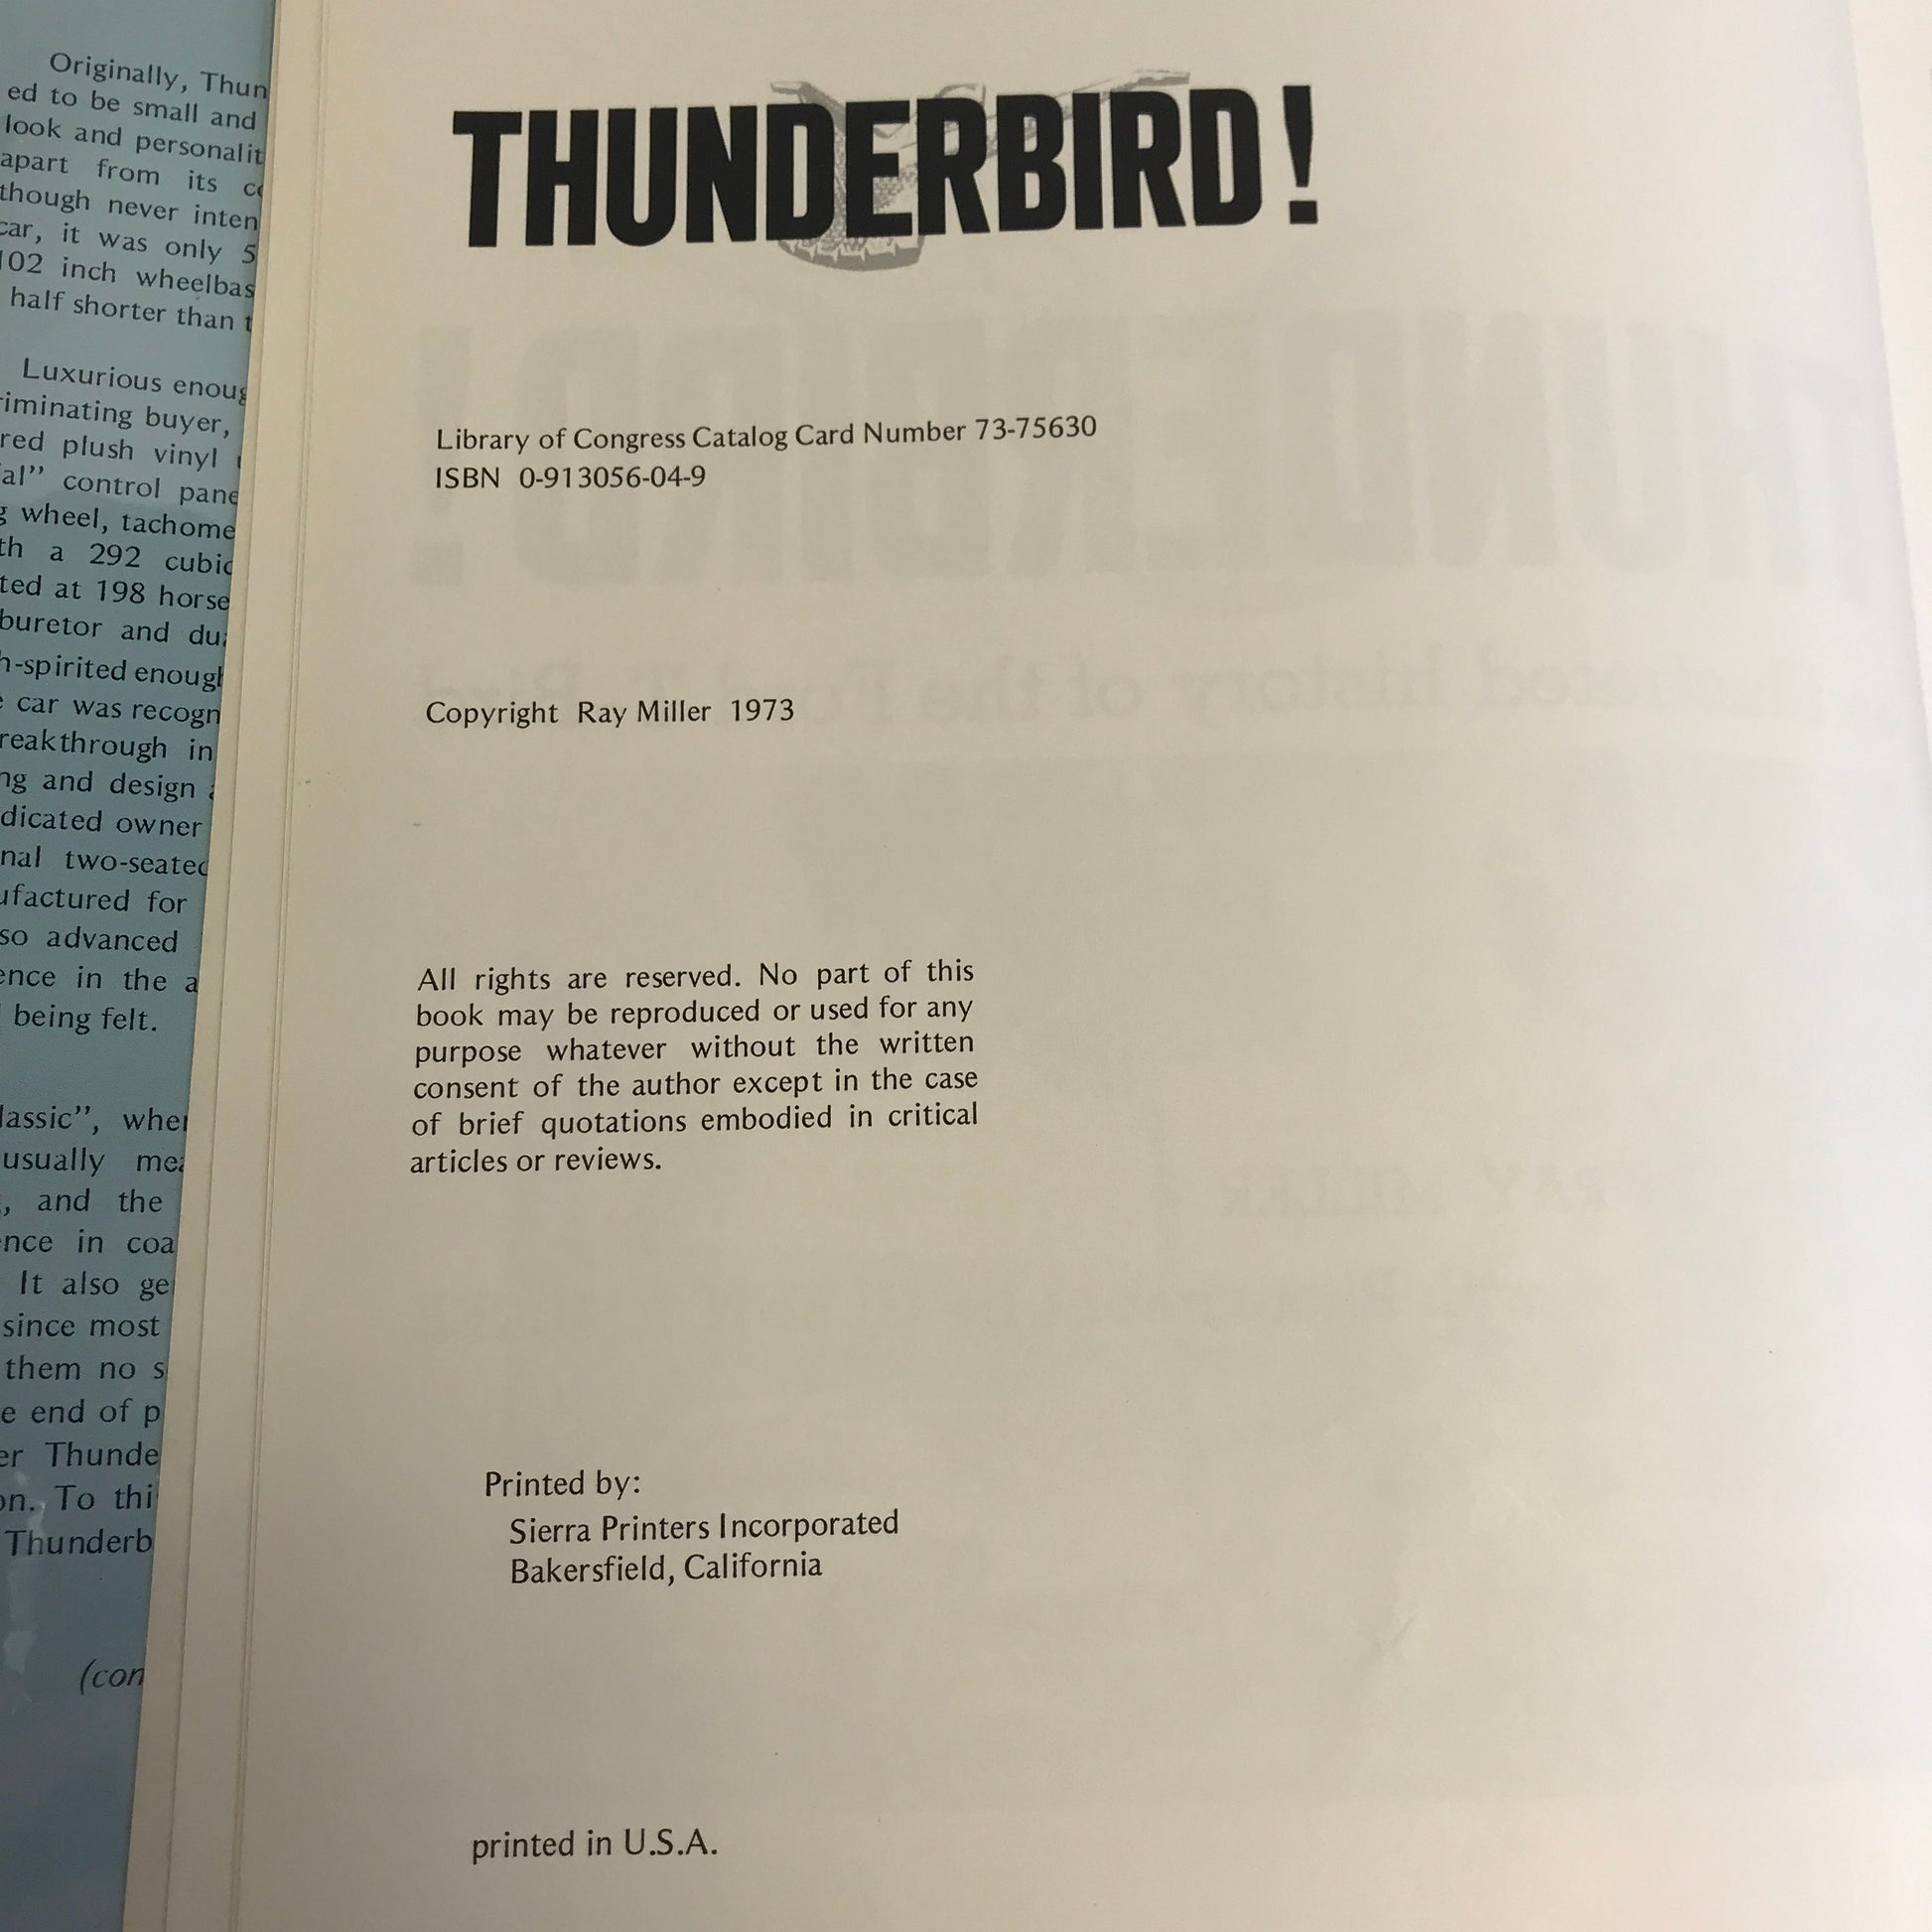 Originally, Thun
ed to be small and
look and personalit
apart from its
though never inten
car, it was only 5
102 inch wheelbas
half shorter than t
Luxurious enoug
riminating buyer,
red plush vinyl
al” control pane
g wheel, tachome
th a 292 cubic
ted at 198 horse
buretor and du
h-spirited enough
car was recogn
reakthrough in
ng and design
dicated owner
nal two-seated
ufactured for
so advanced
ence in the a
being felt.
lassic”, when
usually mea
, and the
nce in coa
It also ge
since most
them no s
e end of p
er Thunde
on. To thi
Thunderb
(con
THUNDERBIRD!
Library of Congress Catalog Card Number 73-75630
ISBN 0-913056-04-9
Copyright Ray Miller 1973
All rights are reserved. No part of this
book may be reproduced or used for any
purpose whatever without the written
consent of the author except in the case
of brief quotations embodied in critical
articles or reviews.
Printed by:
Sierra Printers Incorporated
Bakersfield, California
printed in U.S.A.